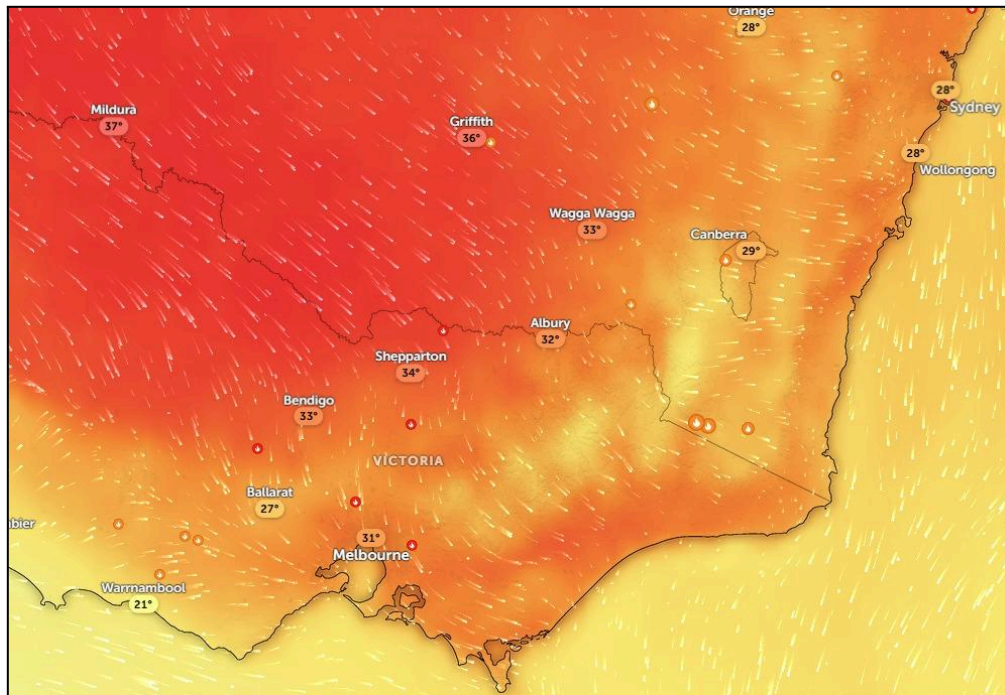 Orange
28°
28°
Sydney
Mildura
37°
Griffith
36°
28°
Wollongong
Wagga Wagga
33°
Canberra
29°
Albury
32°
Shepparton
34°
Bendigo
33°
VICTORIA
Ballarat
27°
mbier
31°
Melbourne
Warrnambool
21°